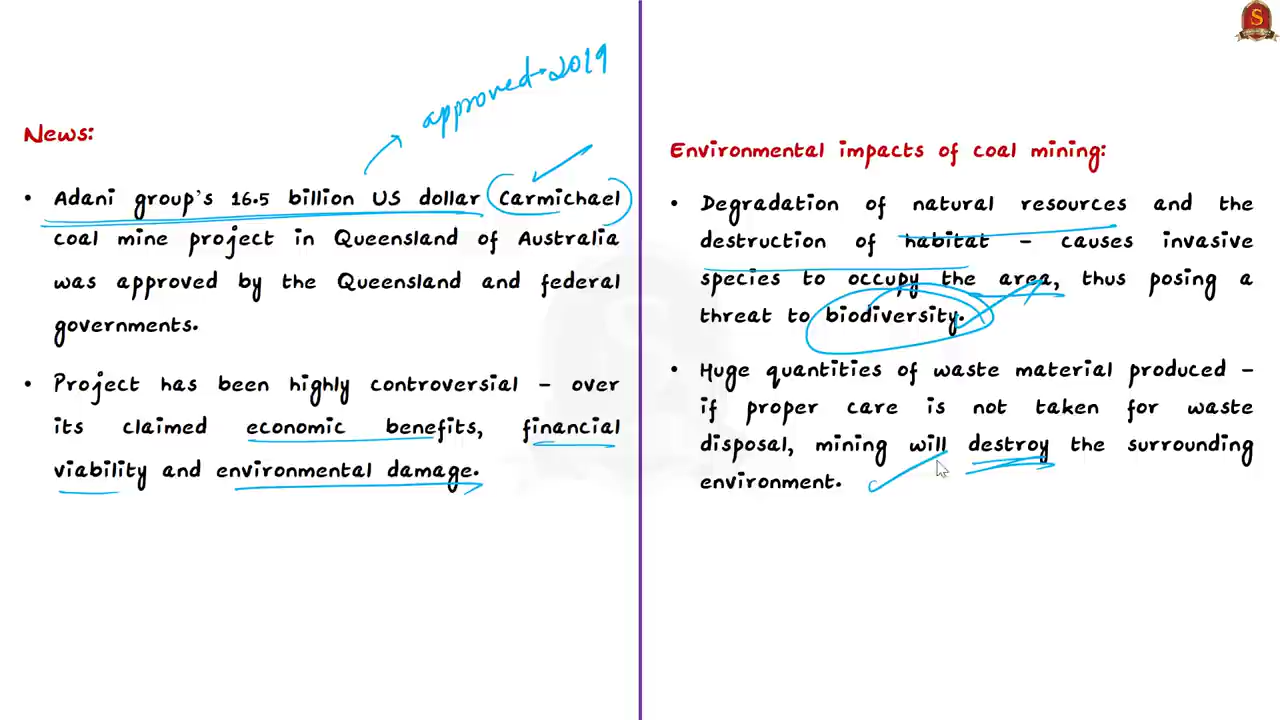 approved→2019
News:
• Adani group's 16.5 billion US dollar Carmichael
coal mine project in Queensland of Australia
was approved by the Queensland and federal
governments.
• Project has been highly controversial – over
its claimed economic benefits, financial
viability and environmental damage.
Environmental impacts of coal mining:
• Degradation of natural resources and the
destruction of habitat – causes invasive
species to occupy the area, thus posing a
threat to biodiversity.
• Huge quantities of waste material produced –
if proper care is not taken for waste
disposal, mining will destroy the surrounding
environment.
S